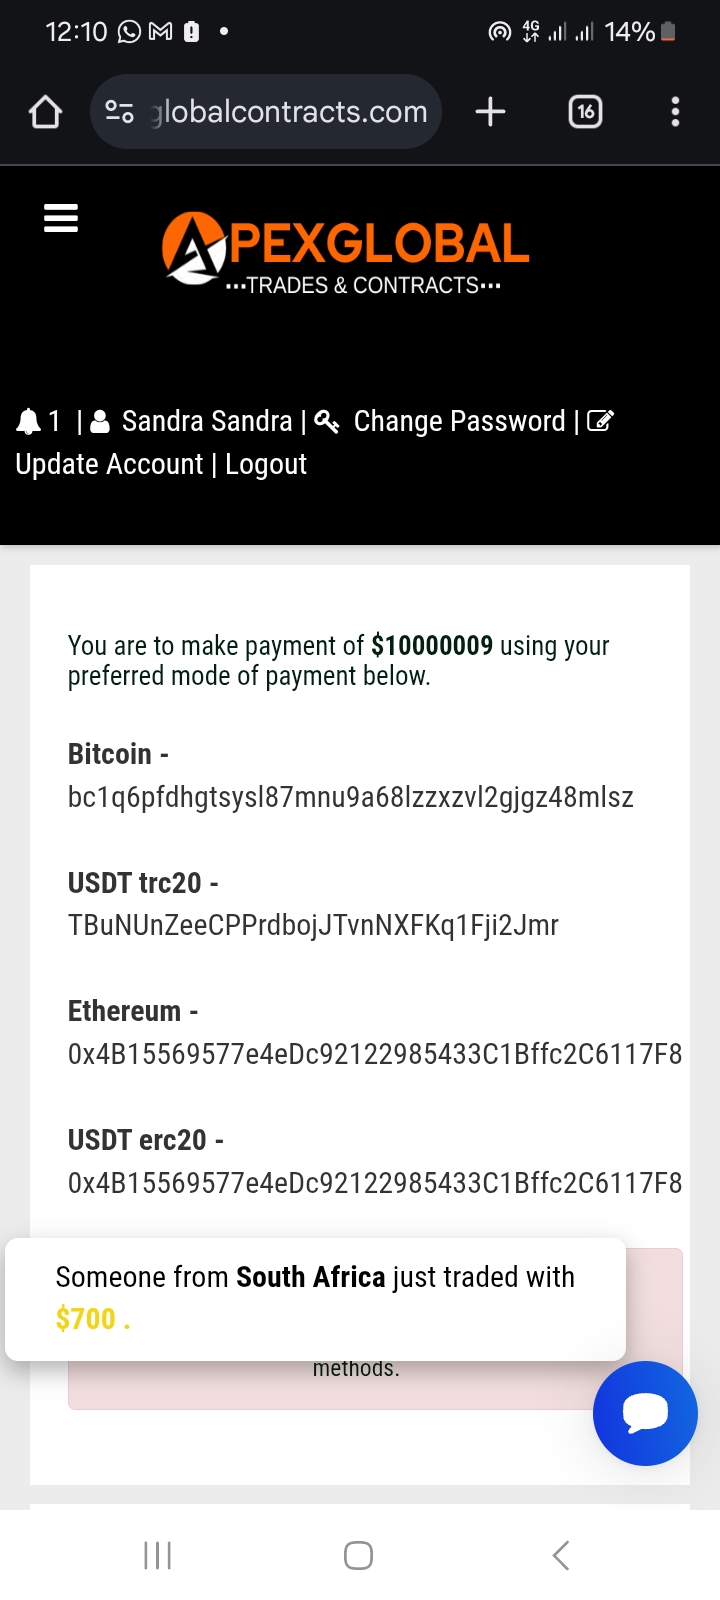 12:10
4G
14%
globalcontracts.com
16
APEXGLOBAL
...TRADES & CONTRACTS...
1 | Sandra Sandra | Change Password |
Update Account | Logout
You are to make payment of $10000009 using your
preferred mode of payment below.
Bitcoin -
bc1q6pfdhgtsysl87mnu9a68lzzxzvl2gjgz48mlsz
USDT trc20 -
TBuNUnZeeCPPrdbojJTvnNXFKq1Fji2Jmr
Ethereum -
0x4B15569577e4eDc92122985433C1Bffc2C6117F8
USDT erc20 -
0x4B15569577e4eDc92122985433C1Bffc2C6117F8
Someone from South Africa just traded with
$700 .
methods.